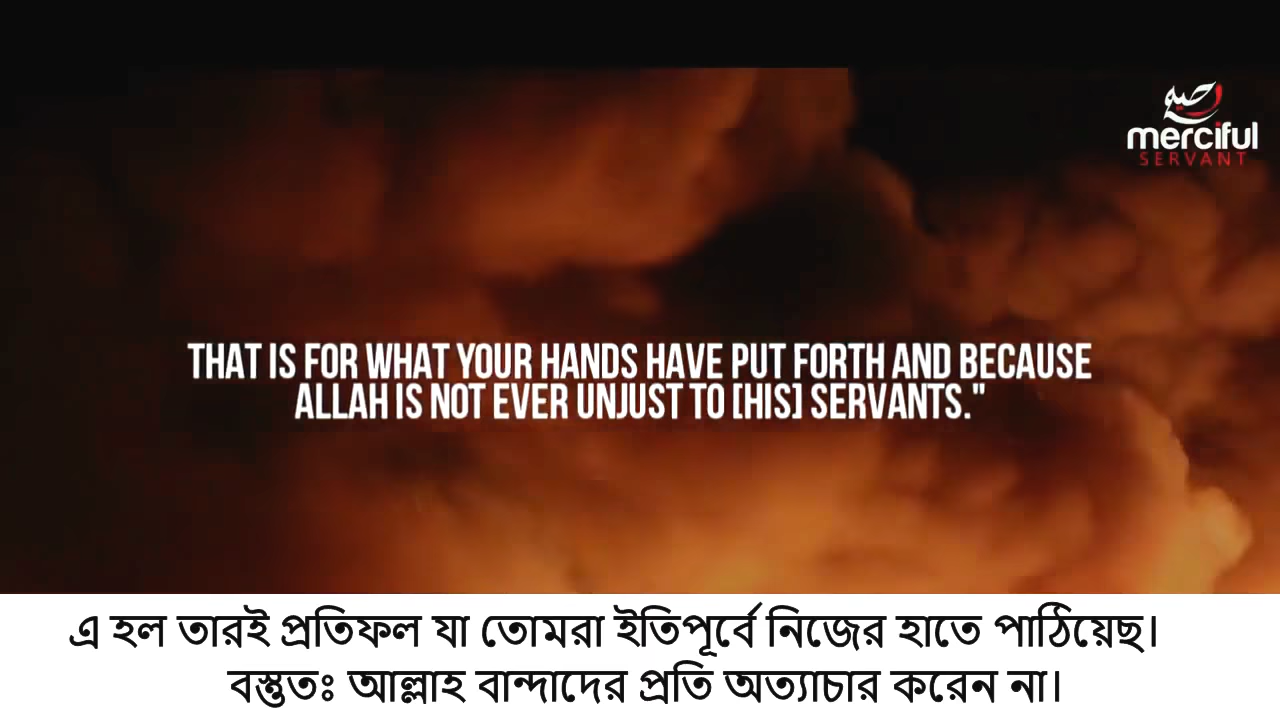 رحيم
merciful
SERVANT
THAT IS FOR WHAT YOUR HANDS HAVE PUT FORTH AND BECAUSE
ALLAH IS NOT EVER UNJUST TO [HIS] SERVANTS."
এ হল তারই প্রতিফল যা তোমরা ইতিপূর্বে নিজের হাতে পাঠিয়েছ।
বস্তুতঃ আল্লাহ বান্দাদের প্রতি অত্যাচার করেন না।